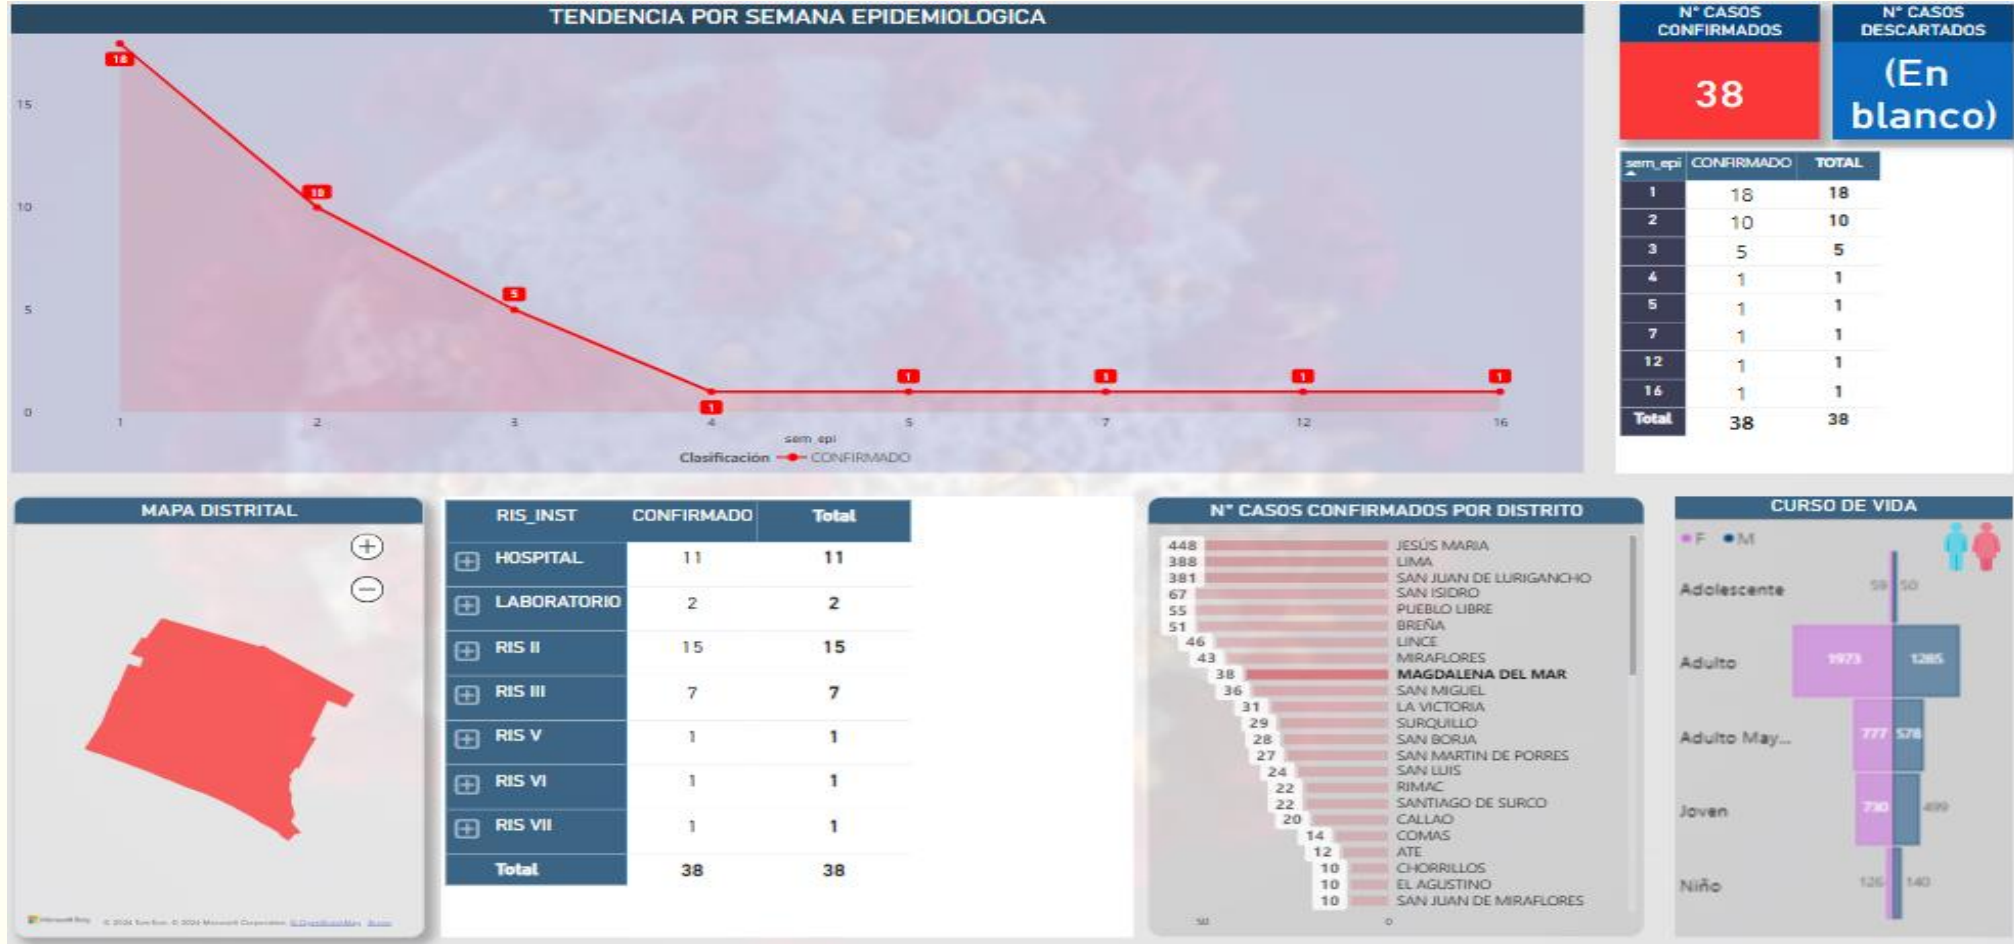 TENDENCIA POR SEMANA EPIDEMIOLOGICA
18
15
10
10
5
5
1
1
1
1
1
0
1 2 3 4 5 7 12 16
sem_epi
Clasificación CONFIRMADO
N° CASOS CONFIRMADOS
38
N° CASOS DESCARTADOS
(En blanco)
sem_epi CONFIRMADO TOTAL
1 18 18
2 10 10
3 5 5
4 1 1
5 1 1
7 1 1
12 1 1
16 1 1
Total 38 38
MAPA DISTRITAL
RIS_INST CONFIRMADO Total
HOSPITAL 11 11
LABORATORIO 2 2
RIS II 15 15
RIS III 7 7
RIS V 1 1
RIS VI 1 1
RIS VII 1 1
Total 38 38
N° CASOS CONFIRMADOS POR DISTRITO
448 JESÚS MARIA
388 LIMA
381 SAN JUAN DE LURIGANCHO
67 SAN ISIDRO
55 PUEBLO LIBRE
51 BREÑA
46 LINCE
43 MIRAFLORES
38 MAGDALENA DEL MAR
36 SAN MIGUEL
31 LA VICTORIA
29 SURQUILLO
28 SAN BORJA
27 SAN MARTIN DE PORRES
24 SAN LUIS
22 RIMAC
22 SANTIAGO DE SURCO
20 CALLAO
14 COMAS
12 ATE
10 CHORRILLOS
10 EL AGUSTINO
10 SAN JUAN DE MIRAFLORES
50 0
CURSO DE VIDA
F M
Adolescente 59 50
Adulto 1973 1285
Adulto May... 777 578
Joven 730 499
Niño 126 140